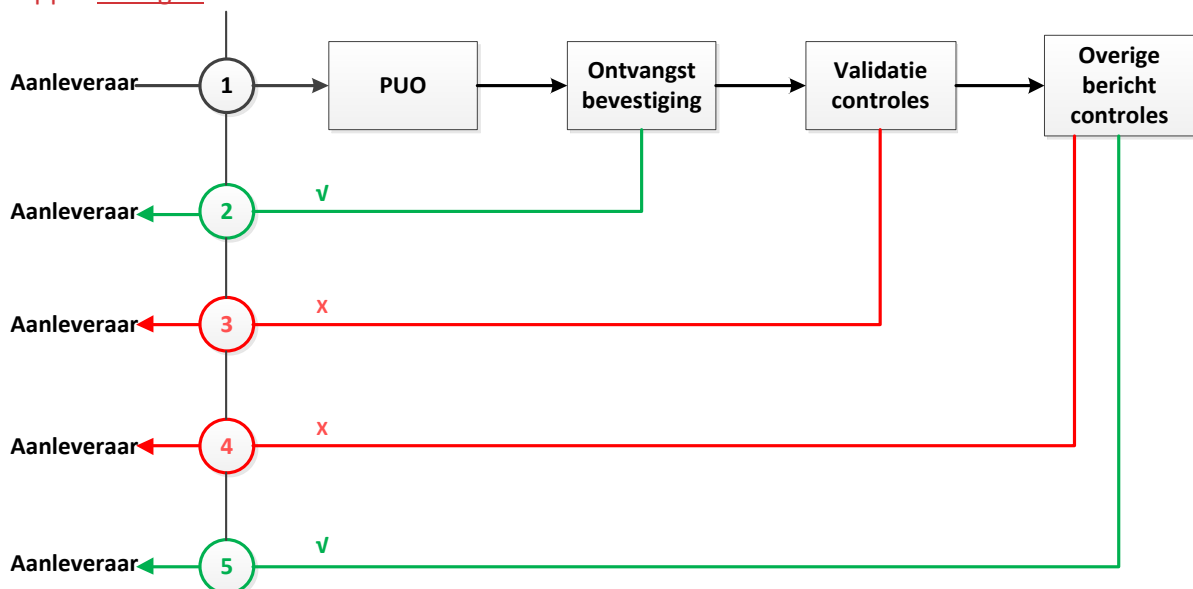 Aanleveraar
1
PUO
Ontvangst
bevestiging
Validatie
controles
Overige
bericht
controles
Aanleveraar
2
√
Aanleveraar
3
X
Aanleveraar
4
X
Aanleveraar
5
√